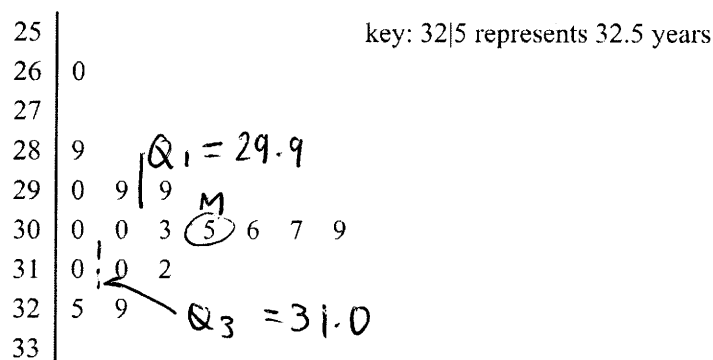 25 key: 32|5 represents 32.5 years
26 0
27
28 9 Q1 = 29.9
29 0 9 9
M
30 0 0 3 5 6 7 9
31 0 0 2
32 5 9 Q3 = 31.0
33